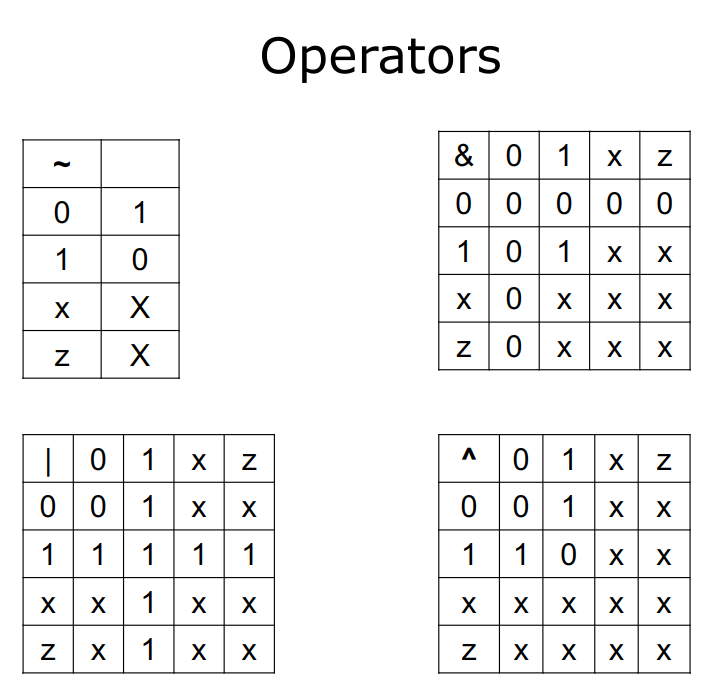 Operators
~
0 1
1 0
x X
z X
& 0 1 x z
0 0 0 0 0
1 0 1 x x
x 0 x x x
z 0 x x x
| 0 1 x z
0 0 1 x x
1 1 1 1 1
x x 1 x x
z x 1 x x
^ 0 1 x z
0 0 1 x x
1 1 0 x x
x x x x x
z x x x x